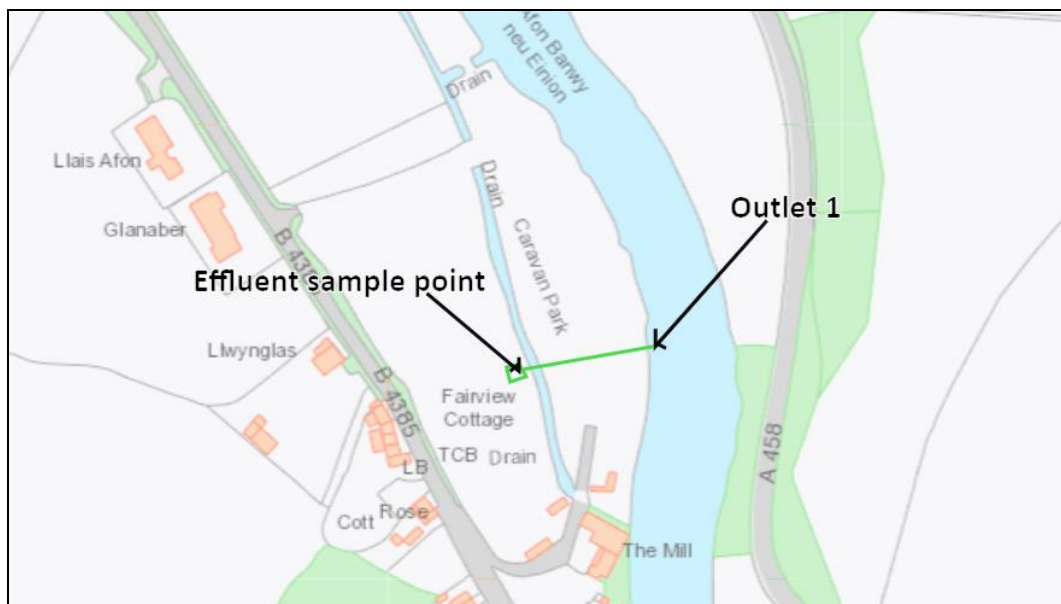 Afon Banwy
neu Einion
Drain
Llais Afon
Drain
Outlet 1
Glanaber
B 4385
Caravan Park
Effluent sample point
Llwynglas
B 4385
Fairview
Cottage
A 458
TCB
Drain
LB
Rose
Cott
The Mill